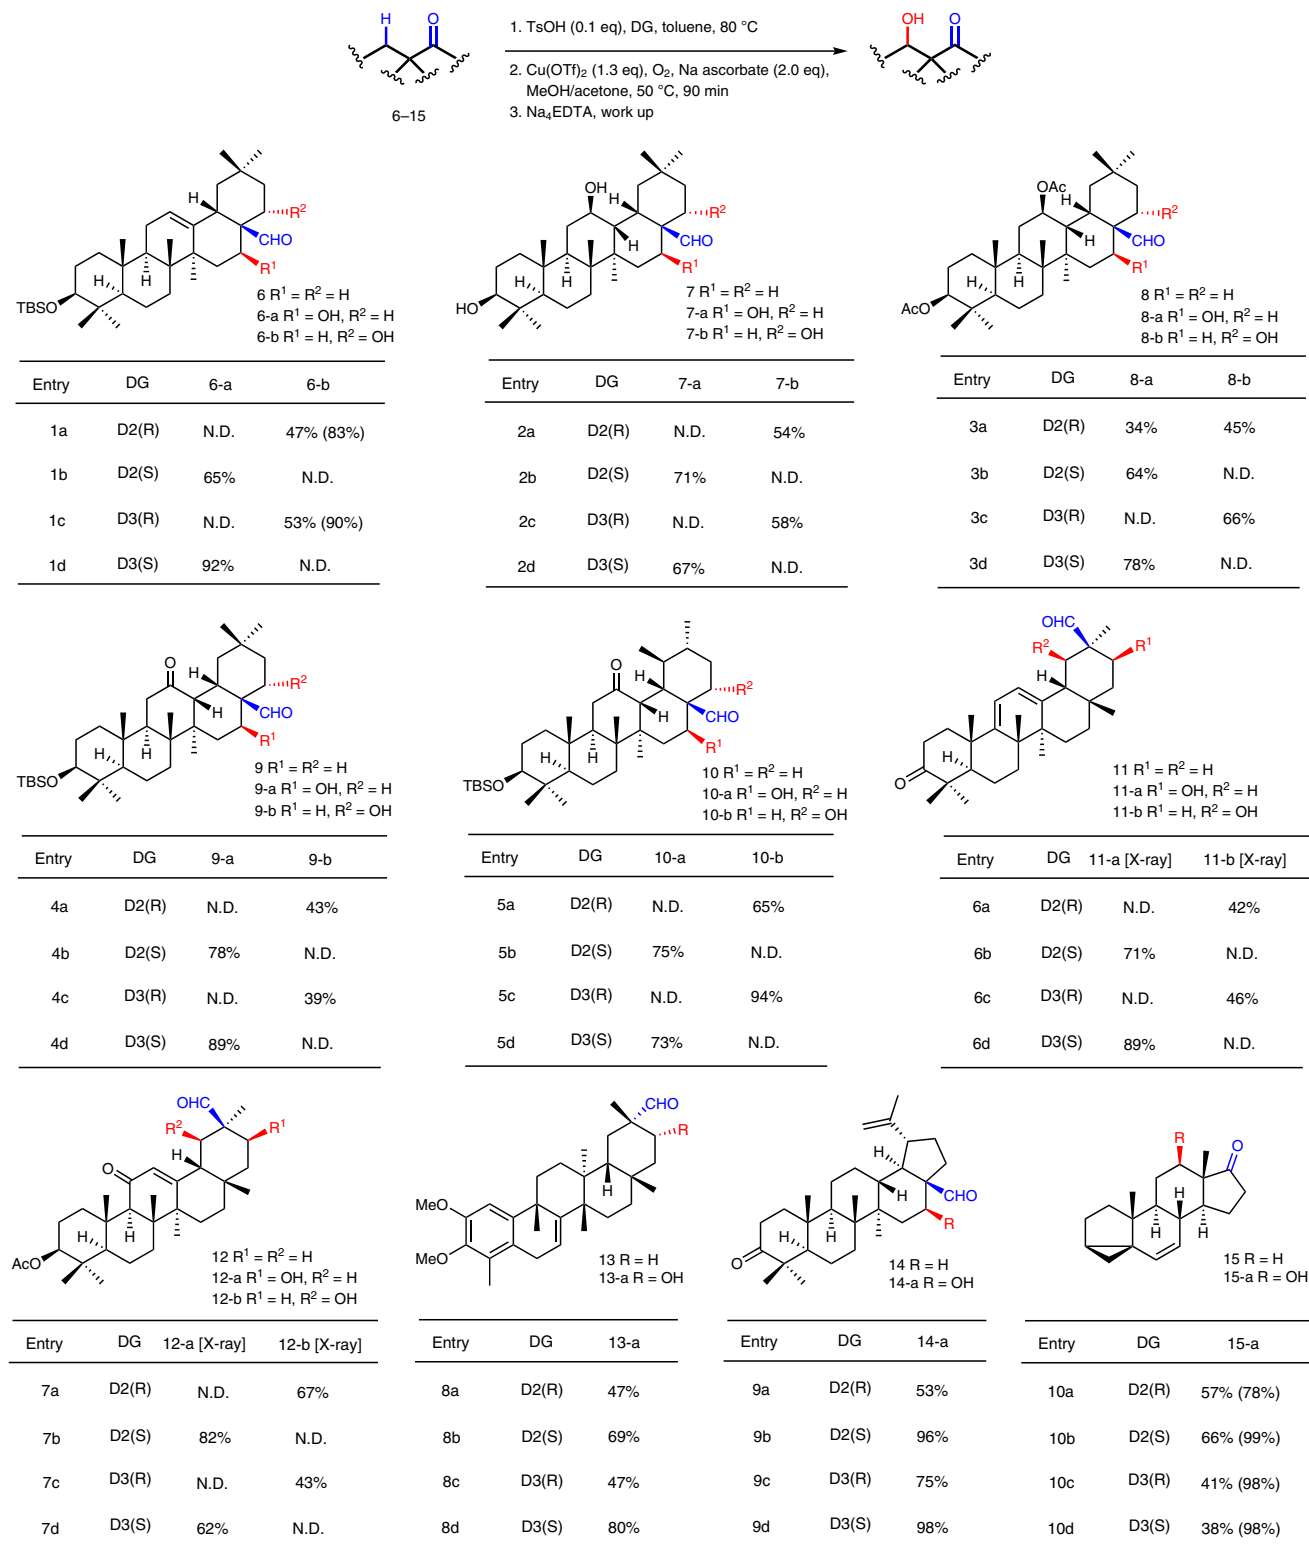 H O OH O
1. TsOH (0.1 eq), DG, toluene, 80 °C
2. Cu(OTf)₂ (1.3 eq), O₂, Na ascorbate (2.0 eq),
MeOH/acetone, 50 °C, 90 min
3. Na₄EDTA, work up
6–15
H R² CHO R¹ H H TBSO
6 R¹ = R² = H
6-a R¹ = OH, R² = H
6-b R¹ = H, R² = OH
Entry DG 6-a 6-b
1a D2(R) N.D. 47% (83%)
1b D2(S) 65% N.D.
1c D3(R) N.D. 53% (90%)
1d D3(S) 92% N.D.
OH H R² CHO H R¹ H H HO
7 R¹ = R² = H
7-a R¹ = OH, R² = H
7-b R¹ = H, R² = OH
Entry DG 7-a 7-b
2a D2(R) N.D. 54%
2b D2(S) 71% N.D.
2c D3(R) N.D. 58%
2d D3(S) 67% N.D.
OAc H R² CHO H R¹ H H AcO
8 R¹ = R² = H
8-a R¹ = OH, R² = H
8-b R¹ = H, R² = OH
Entry DG 8-a 8-b
3a D2(R) 34% 45%
3b D2(S) 64% N.D.
3c D3(R) N.D. 66%
3d D3(S) 78% N.D.
O H R² CHO H R¹ H H TBSO
9 R¹ = R² = H
9-a R¹ = OH, R² = H
9-b R¹ = H, R² = OH
Entry DG 9-a 9-b
4a D2(R) N.D. 43%
4b D2(S) 78% N.D.
4c D3(R) N.D. 39%
4d D3(S) 89% N.D.
O H R² CHO H R¹ H H TBSO
10 R¹ = R² = H
10-a R¹ = OH, R² = H
10-b R¹ = H, R² = OH
Entry DG 10-a 10-b
5a D2(R) N.D. 65%
5b D2(S) 75% N.D.
5c D3(R) N.D. 94%
5d D3(S) 73% N.D.
OHC R² R¹ H H O
11 R¹ = R² = H
11-a R¹ = OH, R² = H
11-b R¹ = H, R² = OH
Entry DG 11-a [X-ray] 11-b [X-ray]
6a D2(R) N.D. 42%
6b D2(S) 71% N.D.
6c D3(R) N.D. 46%
6d D3(S) 89% N.D.
OHC R² R¹ H O H H AcO
12 R¹ = R² = H
12-a R¹ = OH, R² = H
12-b R¹ = H, R² = OH
Entry DG 12-a [X-ray] 12-b [X-ray]
7a D2(R) N.D. 67%
7b D2(S) 82% N.D.
7c D3(R) N.D. 43%
7d D3(S) 62% N.D.
CHO R H MeO MeO
13 R = H
13-a R = OH
Entry DG 13-a
8a D2(R) 47%
8b D2(S) 69%
8c D3(R) 47%
8d D3(S) 80%
H H CHO R H H O
14 R = H
14-a R = OH
Entry DG 14-a
9a D2(R) 53%
9b D2(S) 96%
9c D3(R) 75%
9d D3(S) 98%
R O H H H
15 R = H
15-a R = OH
Entry DG 15-a
10a D2(R) 57% (78%)
10b D2(S) 66% (99%)
10c D3(R) 41% (98%)
10d D3(S) 38% (98%)